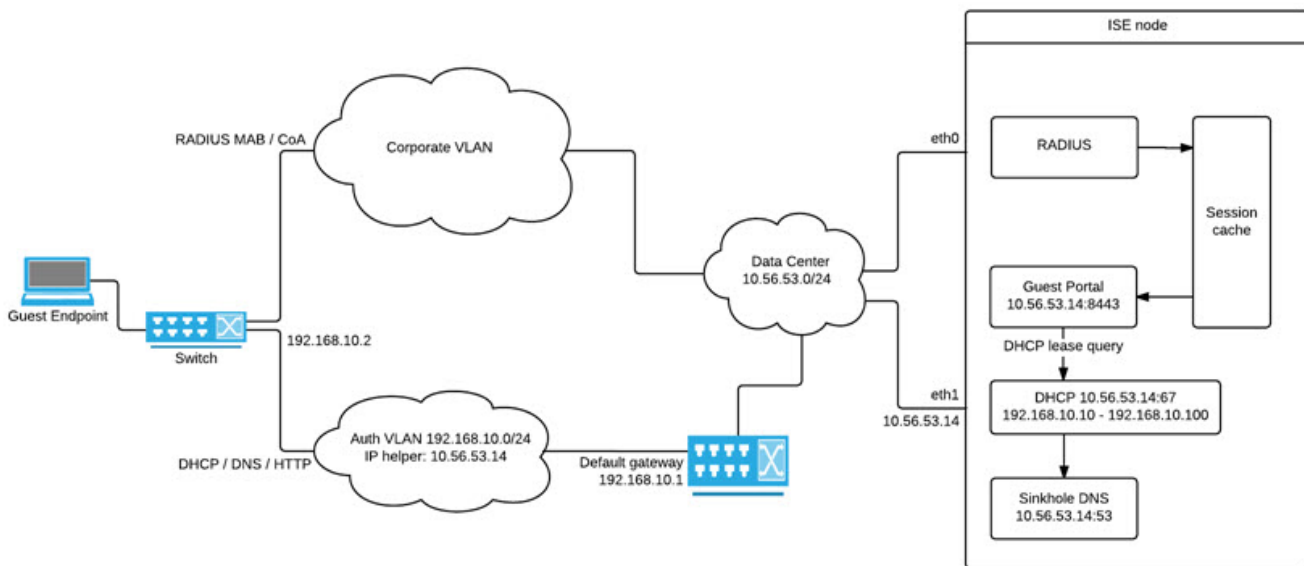 ISE node
RADIUS MAB / CoA
Corporate VLAN
eth0
RADIUS
Session
cache
Data Center
10.56.53.0/24
Guest Portal
10.56.53.14:8443
Guest Endpoint
Switch
192.168.10.2
DHCP lease query
eth1
10.56.53.14
DHCP 10.56.53.14:67
192.168.10.10 - 192.168.10.100
Auth VLAN 192.168.10.0/24
IP helper: 10.56.53.14
DHCP / DNS / HTTP
Default gateway
192.168.10.1
Sinkhole DNS
10.56.53.14:53